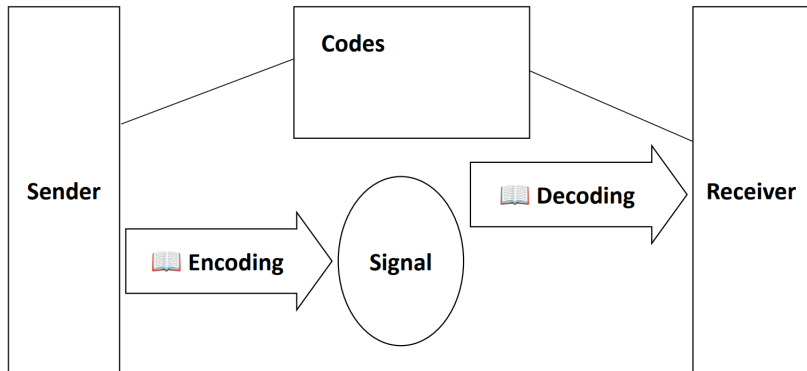 Codes
Sender
📖 Encoding
Signal
📖 Decoding
Receiver